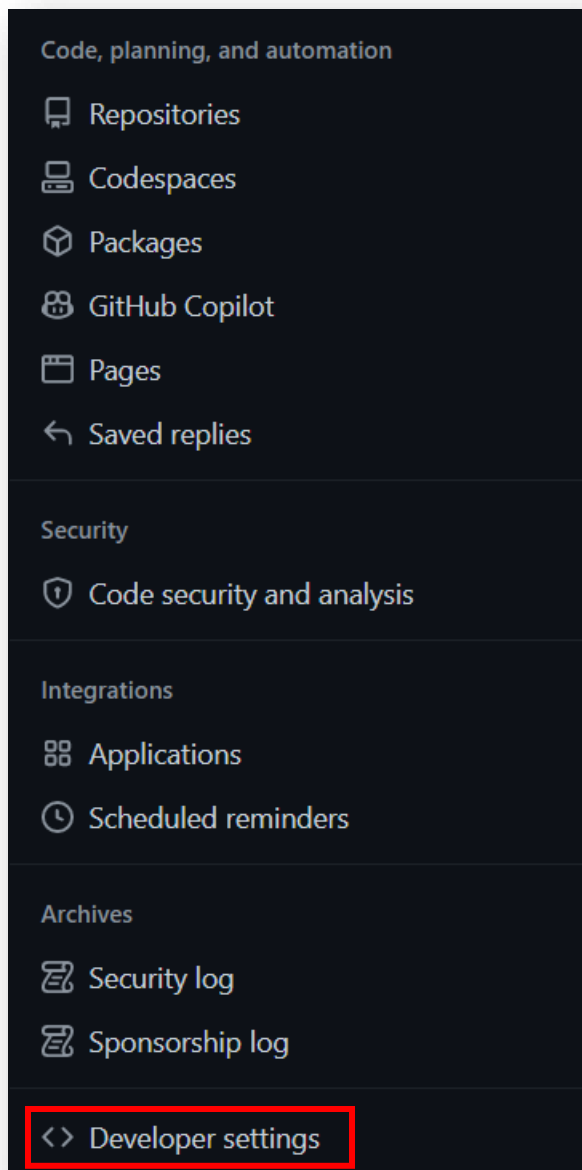 Code, planning, and automation
Repositories
Codespaces
Packages
GitHub Copilot
Pages
Saved replies
Security
Code security and analysis
Integrations
Applications
Scheduled reminders
Archives
Security log
Sponsorship log
Developer settings